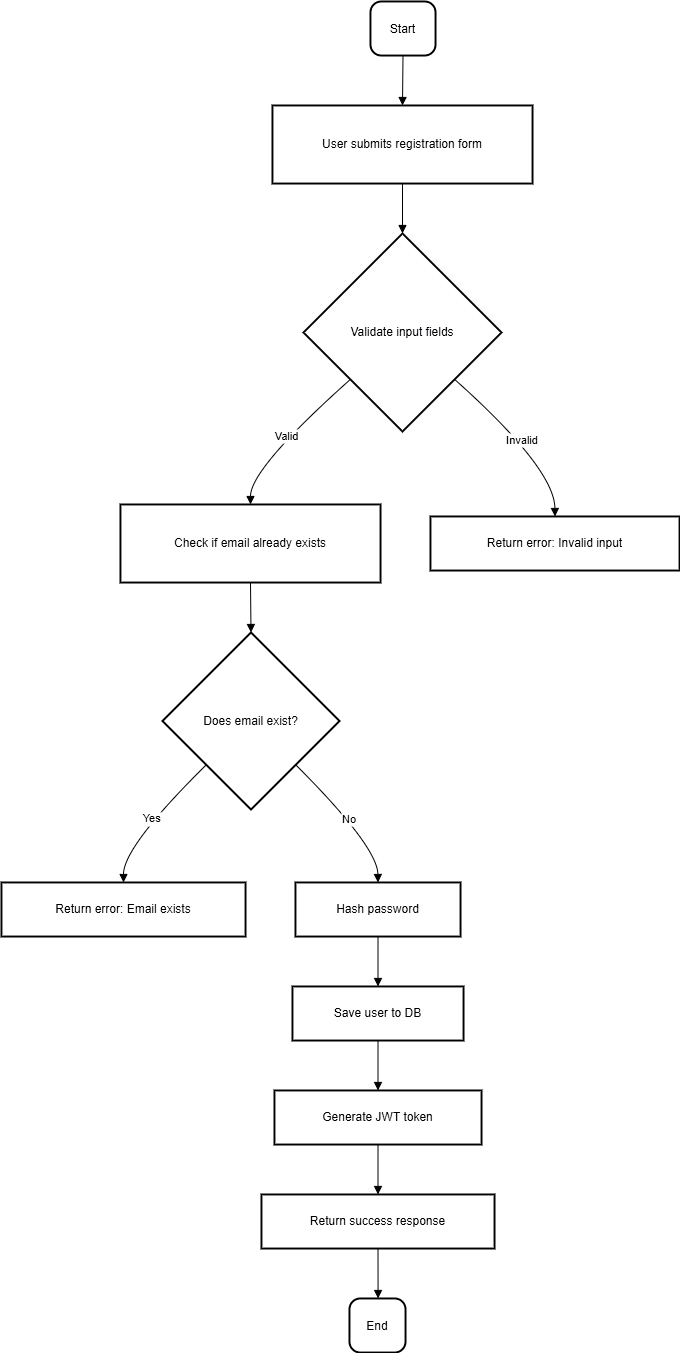 Start
User submits registration form
Validate input fields
Valid
Invalid
Check if email already exists
Return error: Invalid input
Does email exist?
Yes
No
Return error: Email exists
Hash password
Save user to DB
Generate JWT token
Return success response
End